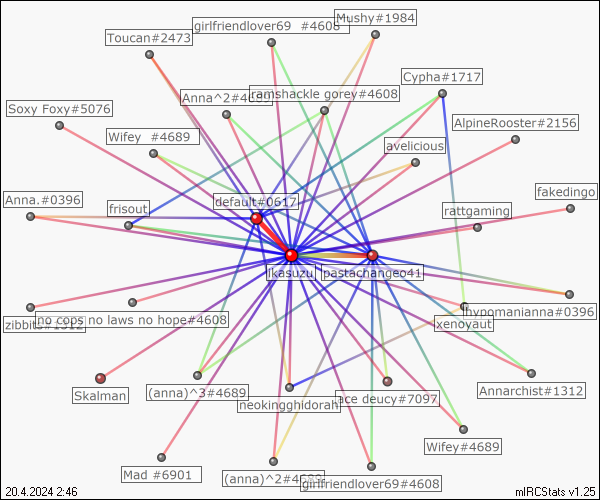 Mushy#1984
girlfriendlover69 #4608
Toucan#2473
Cypha#1717
Anna^2#4689
ramshackle gorey#4608
Soxy Foxy#5076
AlpineRooster#2156
Wifey #4689
avelicious
fakedingo
Anna.#0396
default#0617
frisout
rattgaming
Ikasuzu
pastachangeo41
hypomanianna#0396
no cops no laws no hope#4608
zibbit
#1312
xenoyaut
Annarchist#1312
(anna)^3#4689
Skalman
neokingghidorah
ace deucy#7097
Wifey#4689
Mad #6901
(anna)^2#4689
girlfriendlover69#4608
20.4.2024 2:46
mIRCStats v1.25